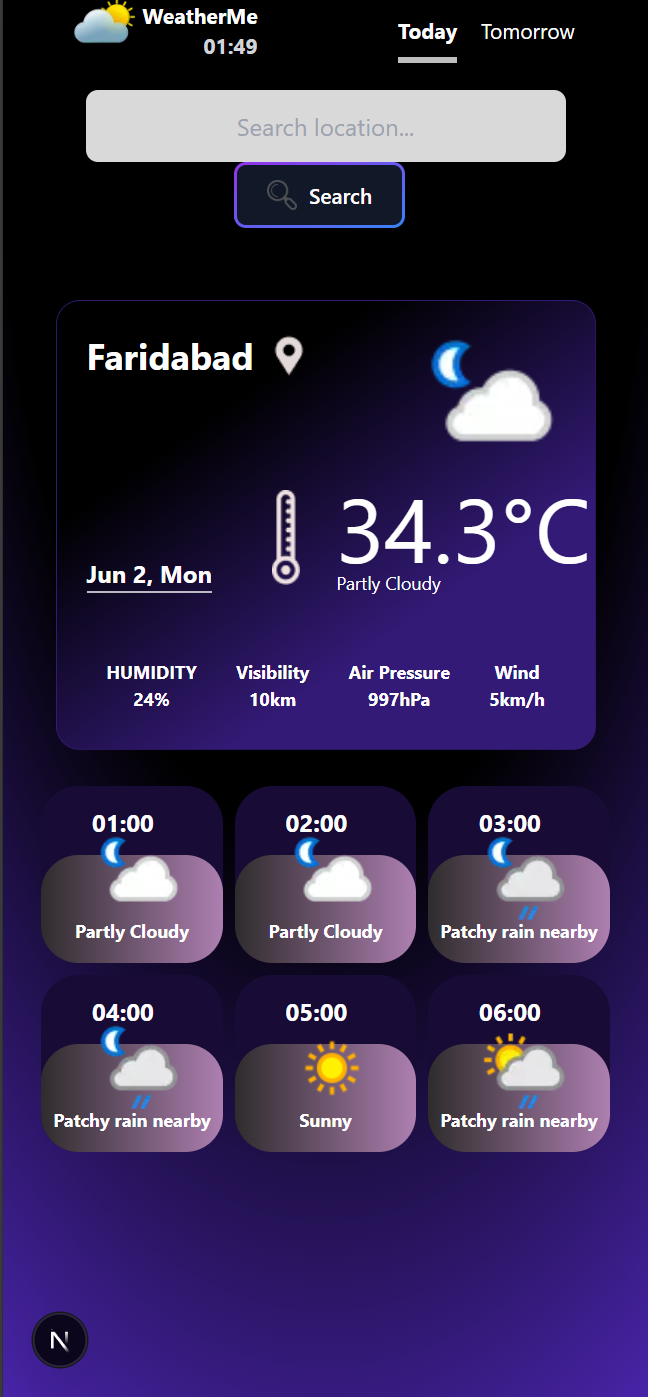 WeatherMe
01:49
Today Tomorrow
Search location...
Search
Faridabad
34.3°C
Partly Cloudy
Jun 2, Mon
HUMIDITY Visibility Air Pressure Wind
24% 10km 997hPa 5km/h
01:00 02:00 03:00
Partly Cloudy Partly Cloudy Patchy rain nearby
04:00 05:00 06:00
Patchy rain nearby Sunny Patchy rain nearby
N